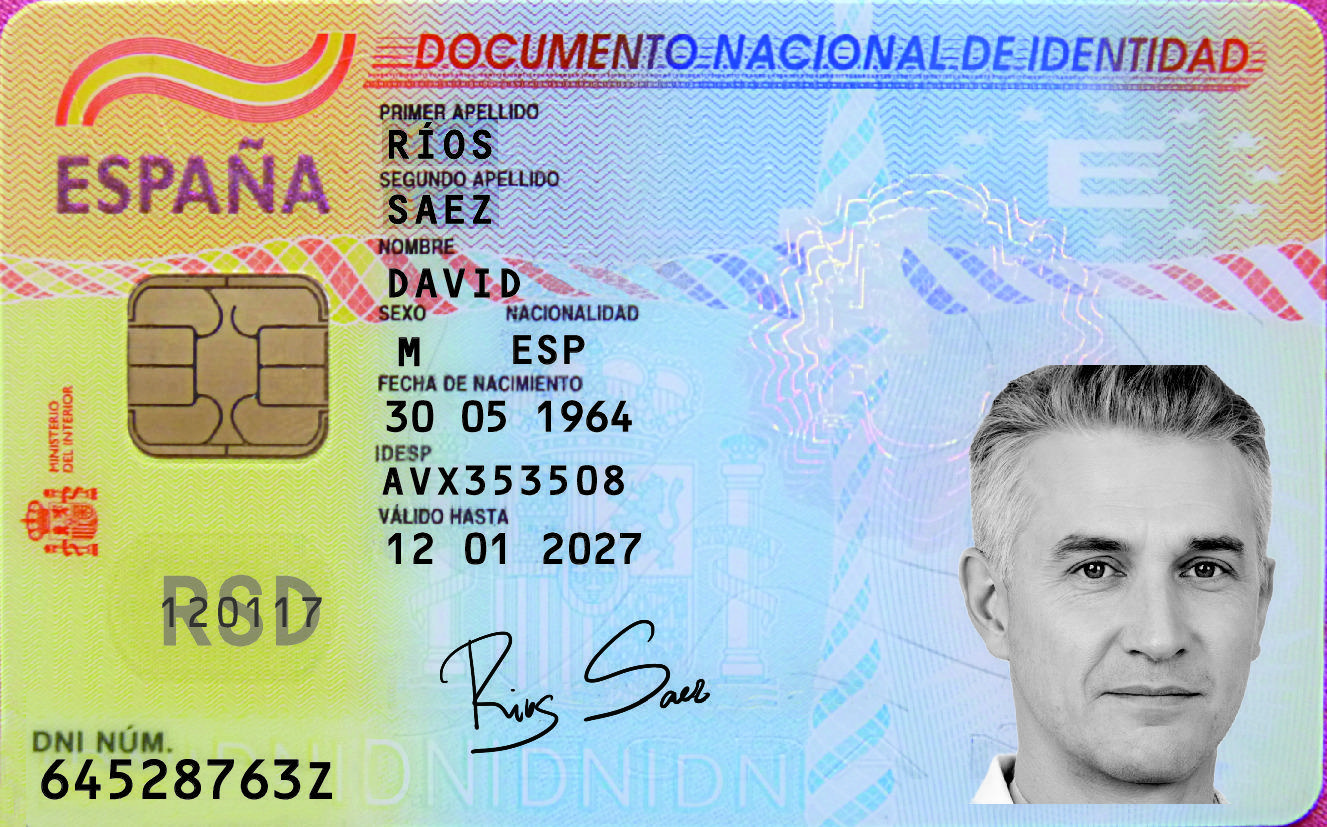 DOCUMENTO NACIONAL DE IDENTIDAD
ESPAÑA
PRIMER APELLIDO
RÍOS
SEGUNDO APELLIDO
SAEZ
NOMBRE
DAVID
SEXO NACIONALIDAD
M ESP
FECHA DE NACIMIENTO
30 05 1964
IDESP
AVX353508
VÁLIDO HASTA
12 01 2027
MINISTERIO
DEL INTERIOR
E
RSD
120117
Ríos Saez
DNI NÚM.
64528763Z
DNIDNIDNIDNI